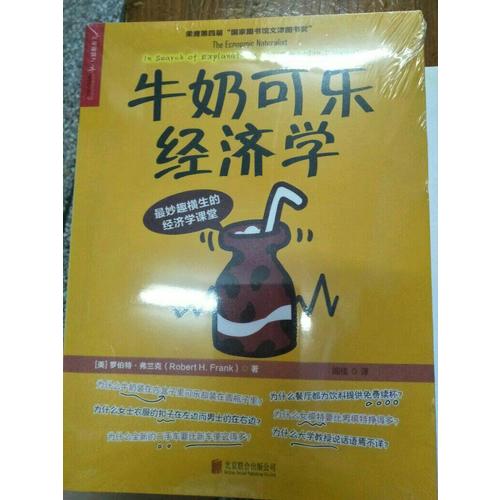 荣获第四届“国家图书馆文津图书奖”
The Economic Naturalist
In Search of
牛奶可乐
经济学
最妙趣横生的
经济学课堂
[美] 罗伯特·弗兰克（Robert H. Frank）◎ 著
闾佳 ◎ 译
为什么牛奶装在方盒子里可乐却装在圆瓶子里？
为什么餐厅都为饮料提供免费续杯？
为什么女士衣服的扣子在左边而男士的在右边？
为什么女模特要比男模特挣得多？
为什么全新的二手车要比新车便宜得多？
为什么大学教授说话语焉不详？
北京联合出版公司